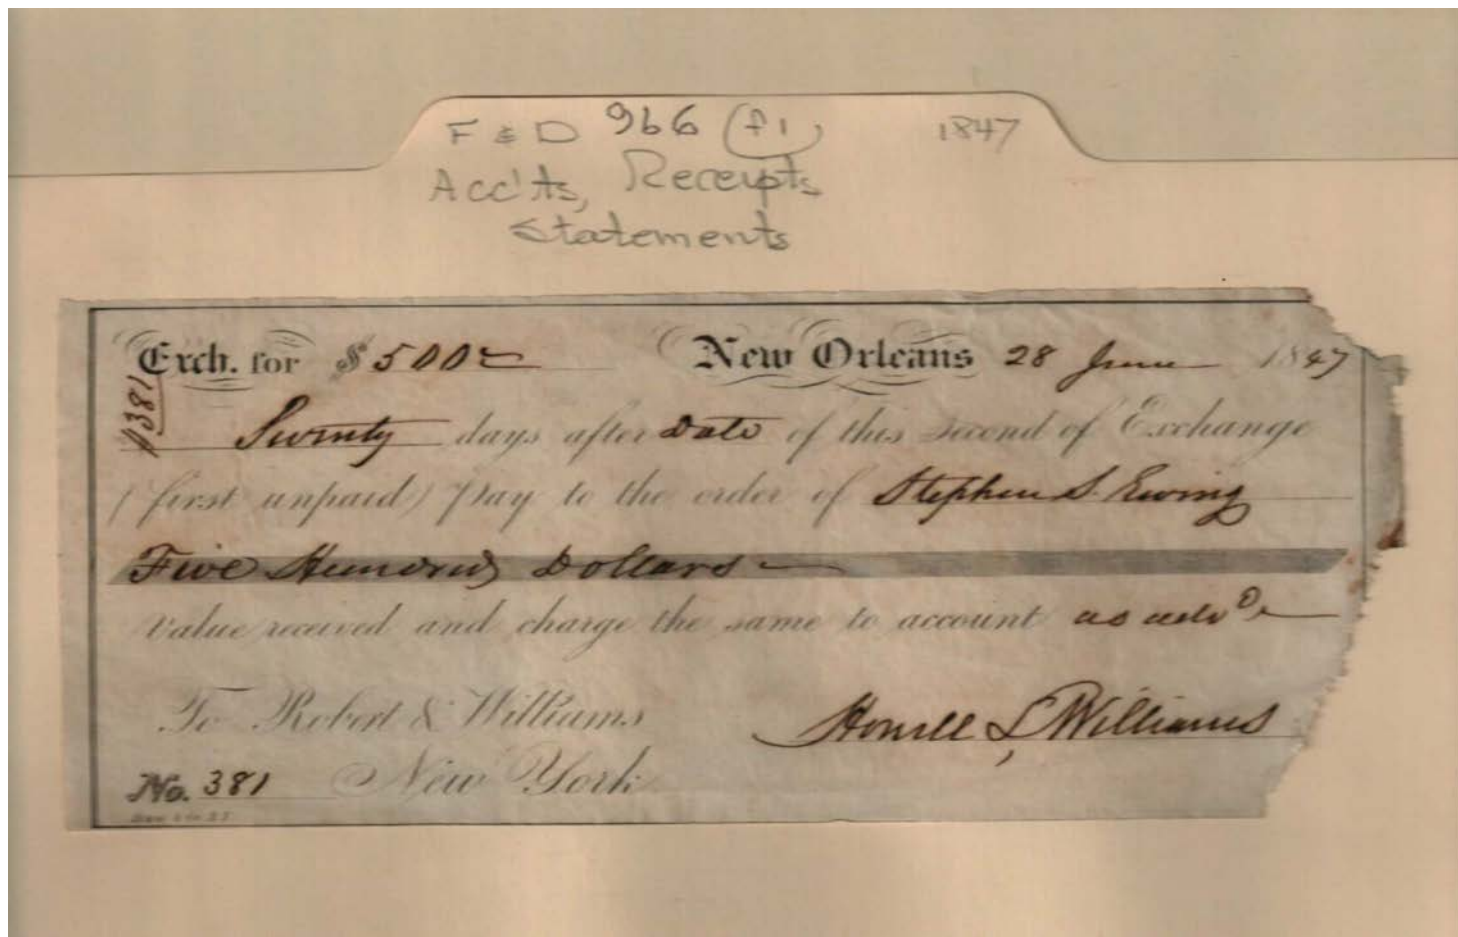 F & D 966 (f1) 1847
Acc'ts, Receipts
Statements
Exch. for $ 500 New Orleans 28 June 1847
$381
Twenty days after Date of this Second of Exchange
(first unpaid) Pay to the order of Stephen S. Ewing
Five Hundred Dollars
Value received and charge the same to account as adv
To Robert & Williams Howell L Williams
No. 381 New York